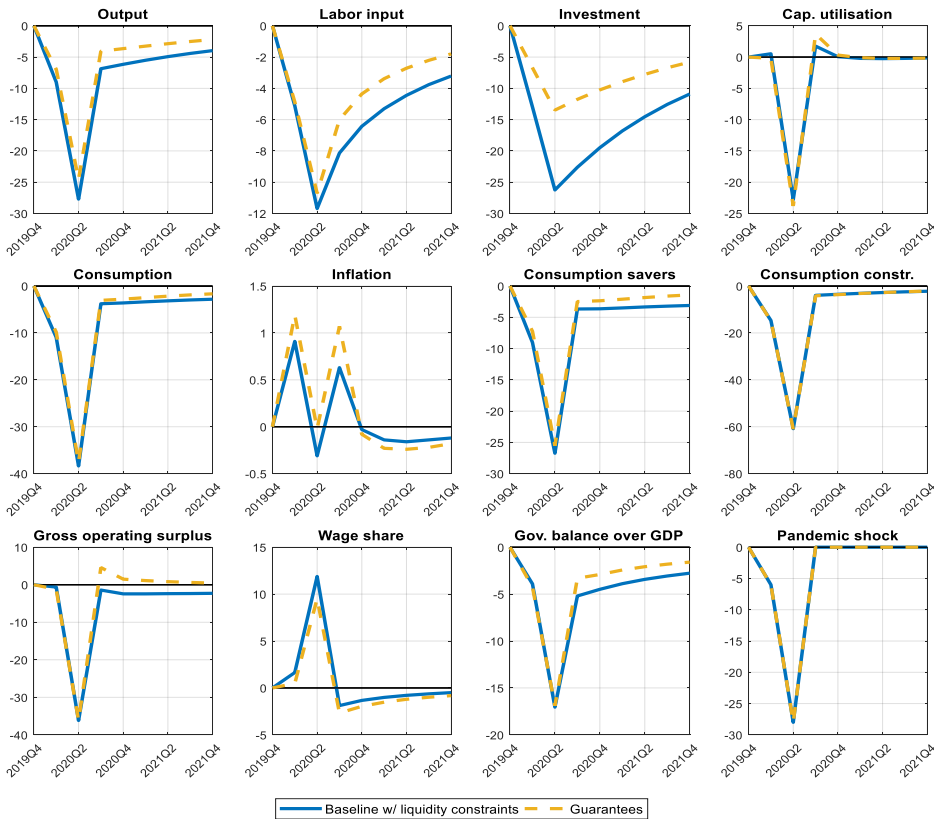 Output
0
-5
-10
-15
-20
-25
-30
2019Q4
2020Q2
2020Q4
2021Q2
2021Q4
Labor input
0
-2
-4
-6
-8
-10
-12
2019Q4
2020Q2
2020Q4
2021Q2
2021Q4
Investment
0
-5
-10
-15
-20
-25
-30
2019Q4
2020Q2
2020Q4
2021Q2
2021Q4
Cap. utilisation
5
0
-5
-10
-15
-20
-25
2019Q4
2020Q2
2020Q4
2021Q2
2021Q4
Consumption
0
-10
-20
-30
-40
2019Q4
2020Q2
2020Q4
2021Q2
2021Q4
Inflation
1.5
1
0.5
0
-0.5
2019Q4
2020Q2
2020Q4
2021Q2
2021Q4
Consumption savers
0
-5
-10
-15
-20
-25
-30
2019Q4
2020Q2
2020Q4
2021Q2
2021Q4
Consumption constr.
0
-20
-40
-60
-80
2019Q4
2020Q2
2020Q4
2021Q2
2021Q4
Gross operating surplus
10
0
-10
-20
-30
-40
2019Q4
2020Q2
2020Q4
2021Q2
2021Q4
Wage share
15
10
5
0
-5
2019Q4
2020Q2
2020Q4
2021Q2
2021Q4
Gov. balance over GDP
0
-5
-10
-15
-20
2019Q4
2020Q2
2020Q4
2021Q2
2021Q4
Pandemic shock
0
-5
-10
-15
-20
-25
-30
2019Q4
2020Q2
2020Q4
2021Q2
2021Q4
Baseline w/ liquidity constraints
Guarantees